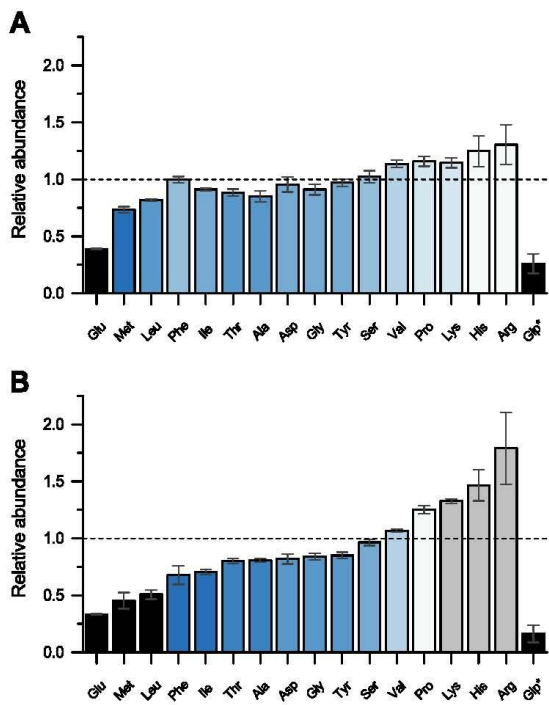 A
Relative abundance
2.0
1.5
1.0
0.5
0.0
Glu Met Leu Phe Ile Thr Ala Asp Gly Tyr Ser Val Pro Lys His Arg Glp*
B
Relative abundance
2.0
1.5
1.0
0.5
0.0
Glu Met Leu Phe Ile Thr Ala Asp Gly Tyr Ser Val Pro Lys His Arg Glp*